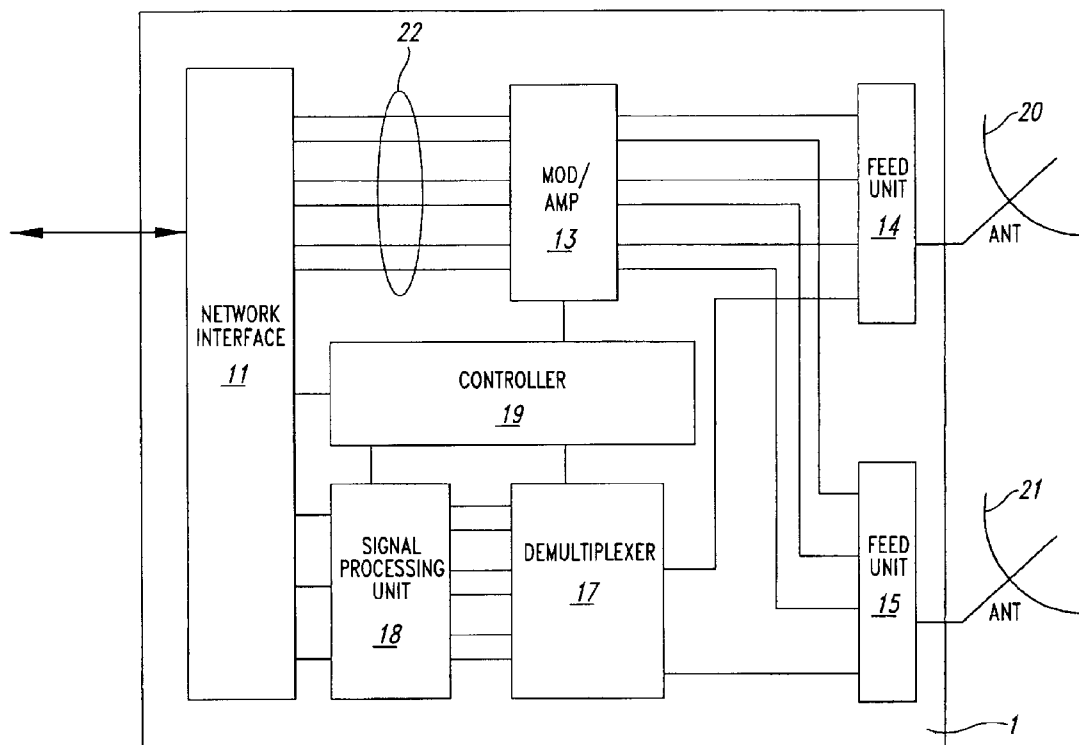 22
20
MOD/
AMP
13
FEED
UNIT
14
ANT
NETWORK
INTERFACE
11
CONTROLLER
19
21
SIGNAL
PROCESSING
UNIT
18
DEMULTIPLEXER
17
FEED
UNIT
15
ANT
1